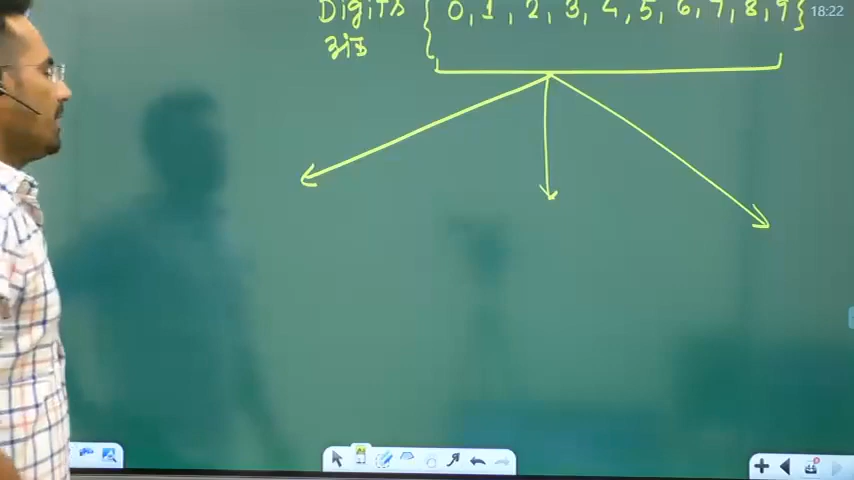 Digits { 0, 1, 2, 3, 4, 5, 6, 7, 8, 9}
18:22
अंक